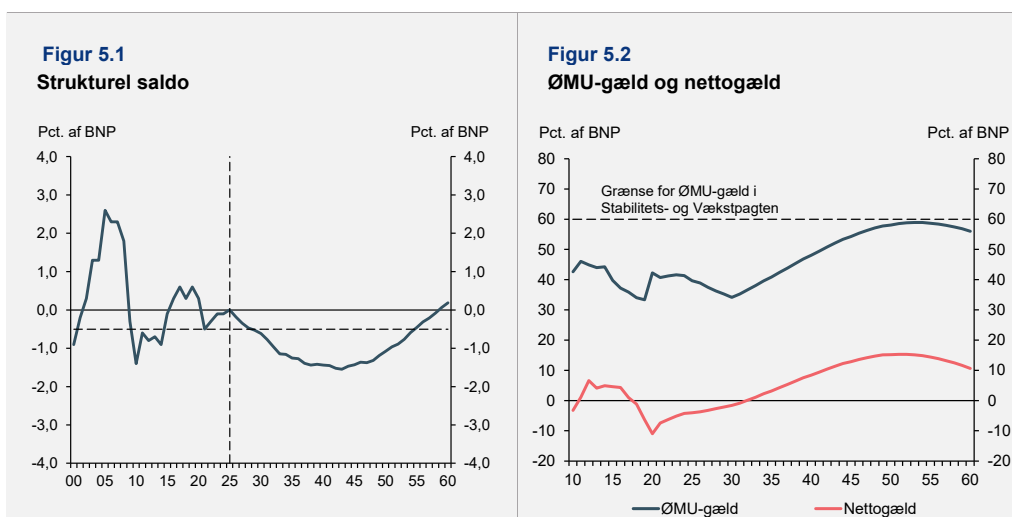 Figur 5.1
Strukturel saldo
Pct. af BNP Pct. af BNP
4,0 4,0
3,0 3,0
2,0 2,0
1,0 1,0
0,0 0,0
-1,0 -1,0
-2,0 -2,0
-3,0 -3,0
-4,0 -4,0
00 05 10 15 20 25 30 35 40 45 50 55 60
Figur 5.2
ØMU-gæld og nettogæld
Pct. af BNP Pct. af BNP
80 80
70 70
Grænse for ØMU-gæld i
Stabilitets- og Vækstpagten
60 60
50 50
40 40
30 30
20 20
10 10
0 0
-10 -10
-20 -20
10 15 20 25 30 35 40 45 50 55 60
ØMU-gæld Nettogæld